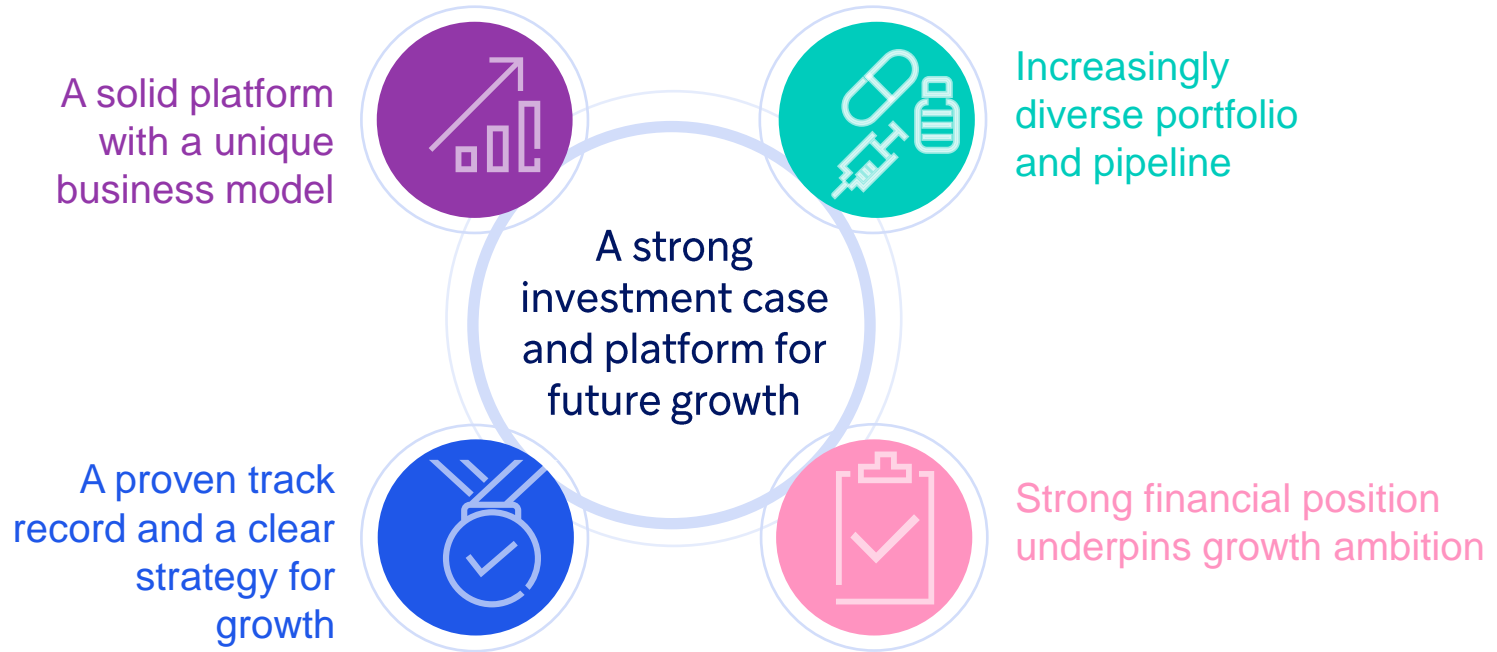 A solid platform
with a unique
business model
Increasingly
diverse portfolio
and pipeline
A strong
investment case
and platform for
future growth
A proven track
record and a clear
strategy for
growth
Strong financial position
underpins growth ambition